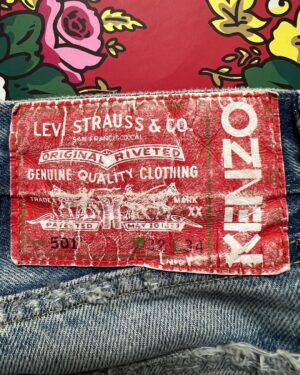 LEVI STRAUSS & CO.
SAN FRANCISCO, CAL.
ORIGINAL RIVETED
GENUINE QUALITY CLOTHING
TRADE MARK
XX
PATENTED MAY 20 1873
501 W 32 L 34
KENZO